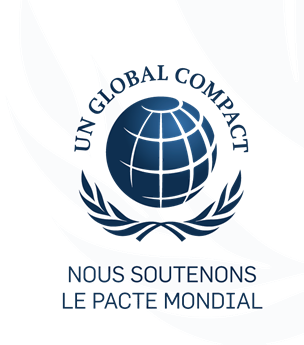 UN GLOBAL COMPACT
NOUS SOUTENONS
LE PACTE MONDIAL